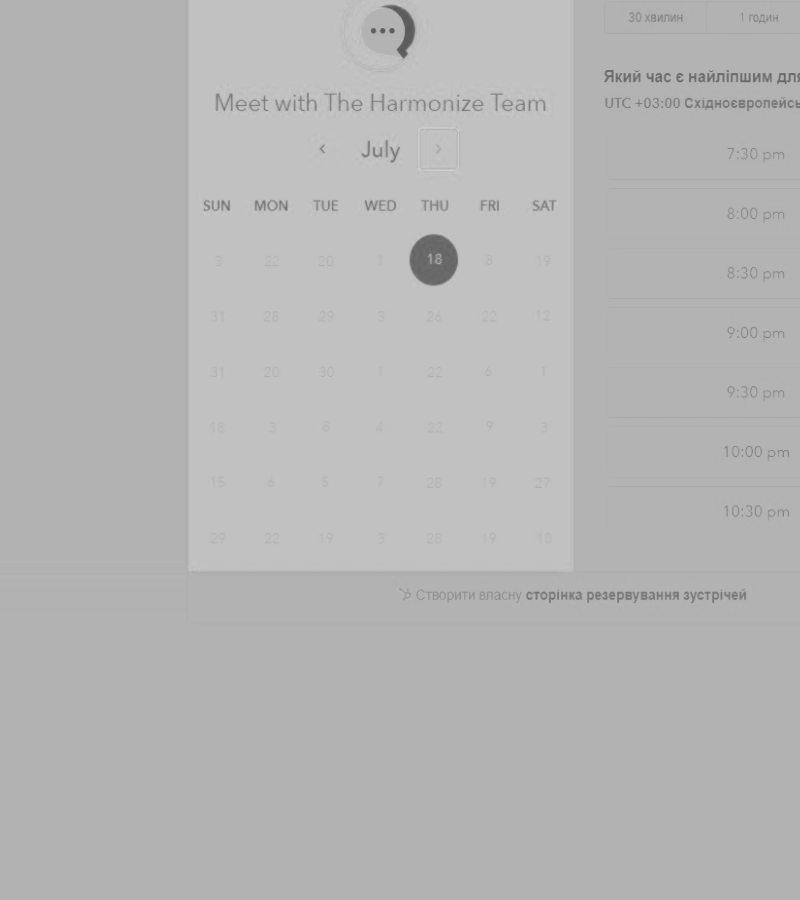 Meet with The Harmonize Team
July
SUN MON TUE WED THU FRI SAT
3 22 20 1 18 8 19
31 28 29 3 26 22 12
31 20 30 1 22 6 1
18 3 6 4 22 9 3
15 6 5 7 28 19 27
29 22 19 3 28 19 10
30 хвилин 1 годин
Який час є найліпшим для
UTC +03:00 Східноєвропейсь
7:30 pm
8:00 pm
8:30 pm
9:00 pm
9:30 pm
10:00 pm
10:30 pm
Створити власну сторінка резервування зустрічей